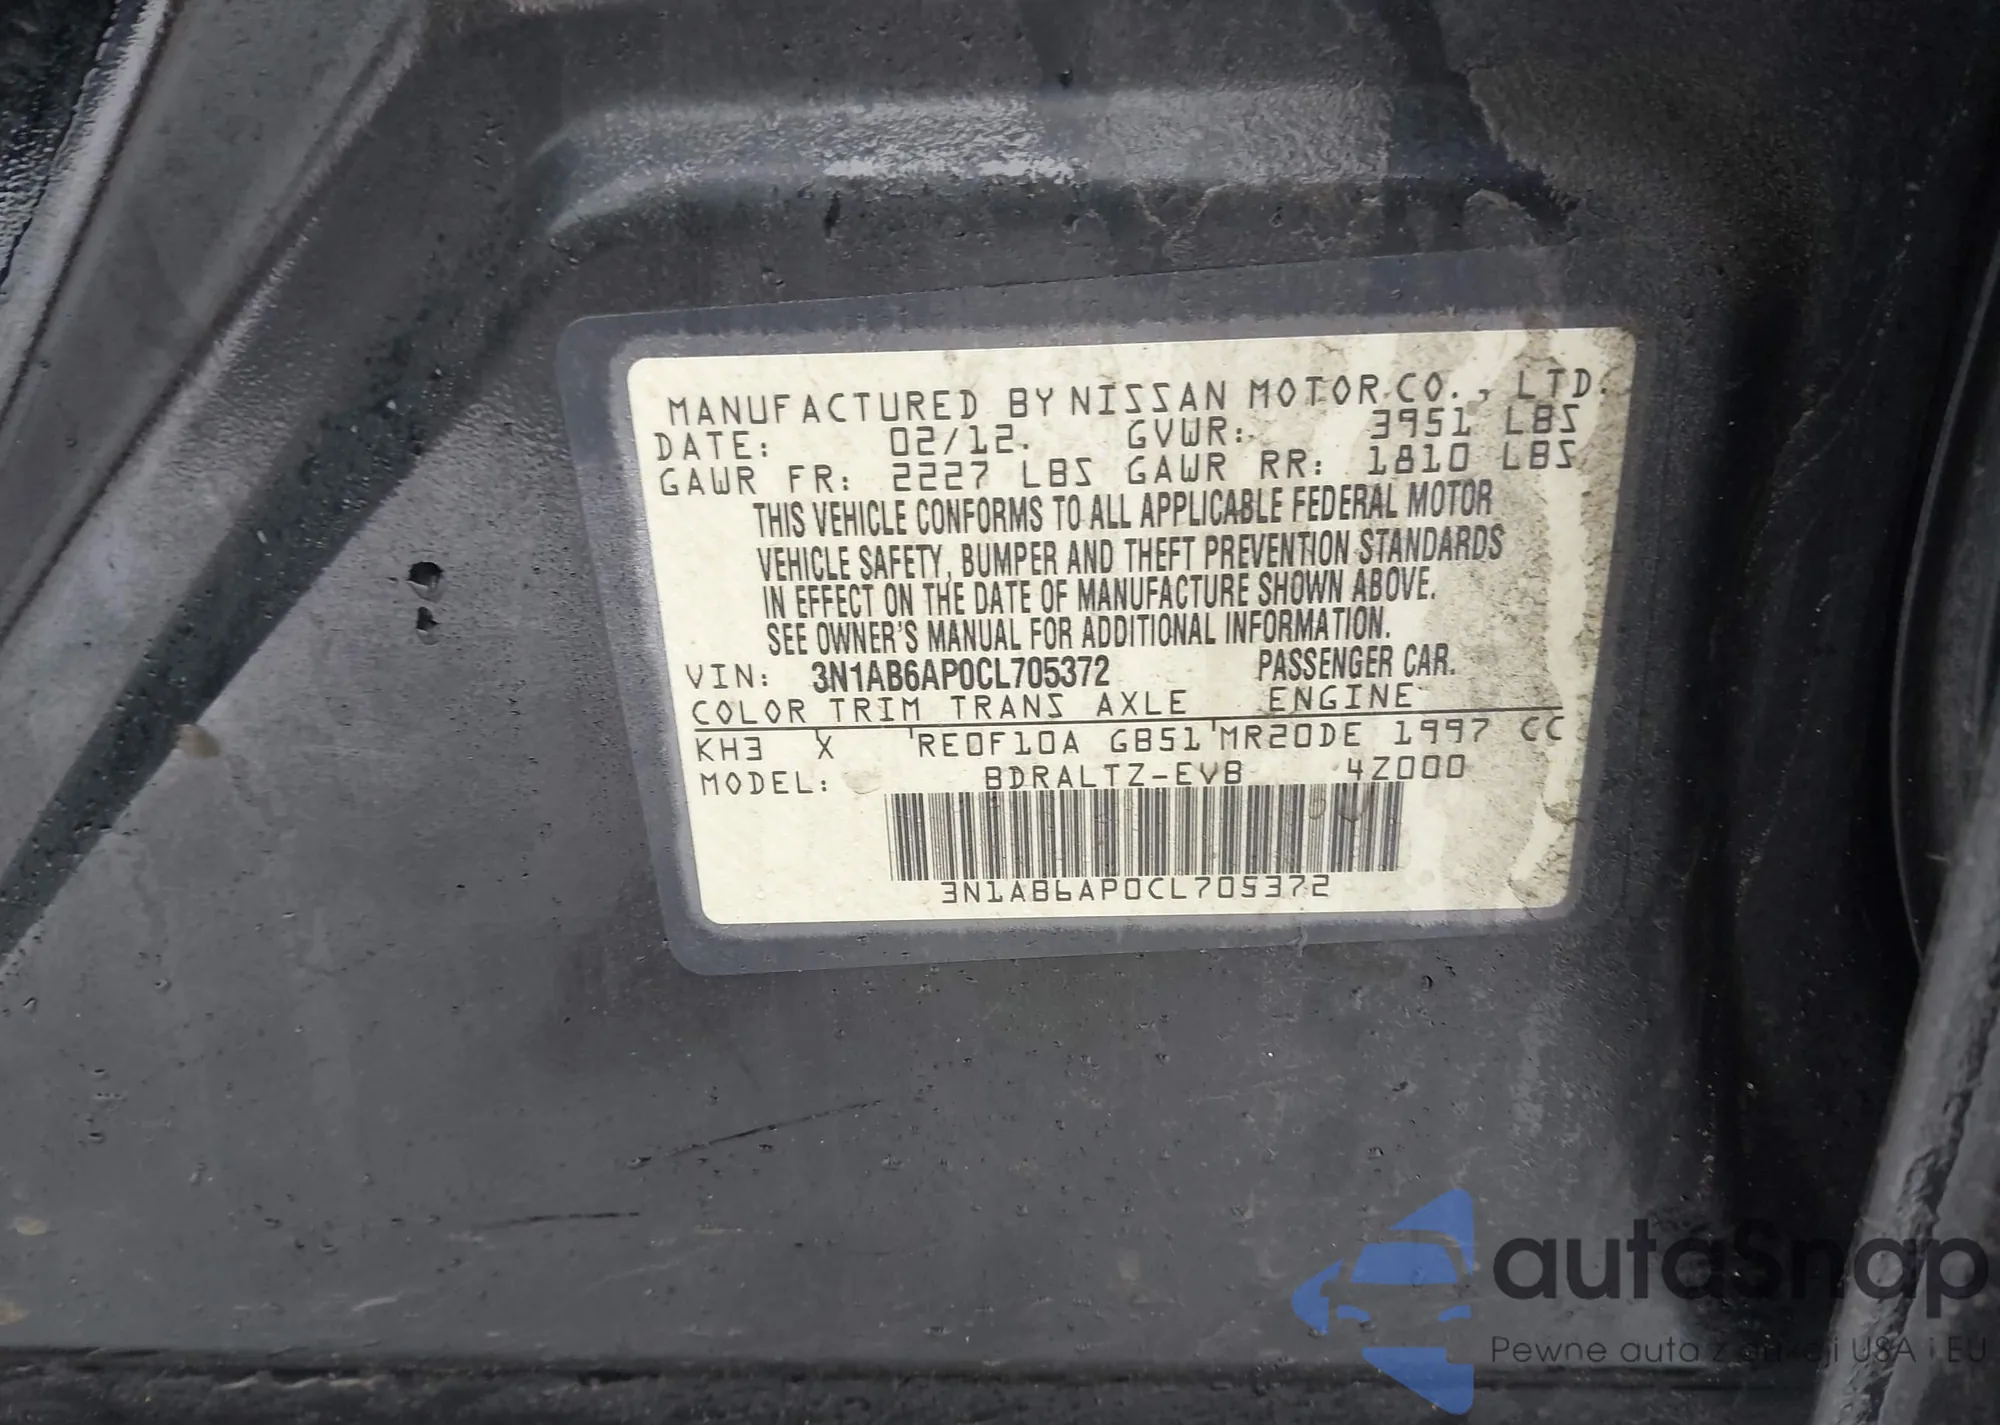 MANUFACTURED BY NISSAN MOTOR CO., LTD.
DATE: 02/12 GVWR: 3951 LBS
GAWR FR: 2227 LBS GAWR RR: 1810 LBS
THIS VEHICLE CONFORMS TO ALL APPLICABLE FEDERAL MOTOR
VEHICLE SAFETY, BUMPER AND THEFT PREVENTION STANDARDS
IN EFFECT ON THE DATE OF MANUFACTURE SHOWN ABOVE.
SEE OWNER'S MANUAL FOR ADDITIONAL INFORMATION.
VIN: 3N1AB6AP0CL705372 PASSENGER CAR.
COLOR TRIM TRANS AXLE ENGINE
KH3 X RE0F10A GB51 MR20DE 1997 CC
MODEL: BDRALTZ-EVB 4Z000
3N1AB6AP0CL705372
autaSnap
Pewne auta z aukcji USA i EU